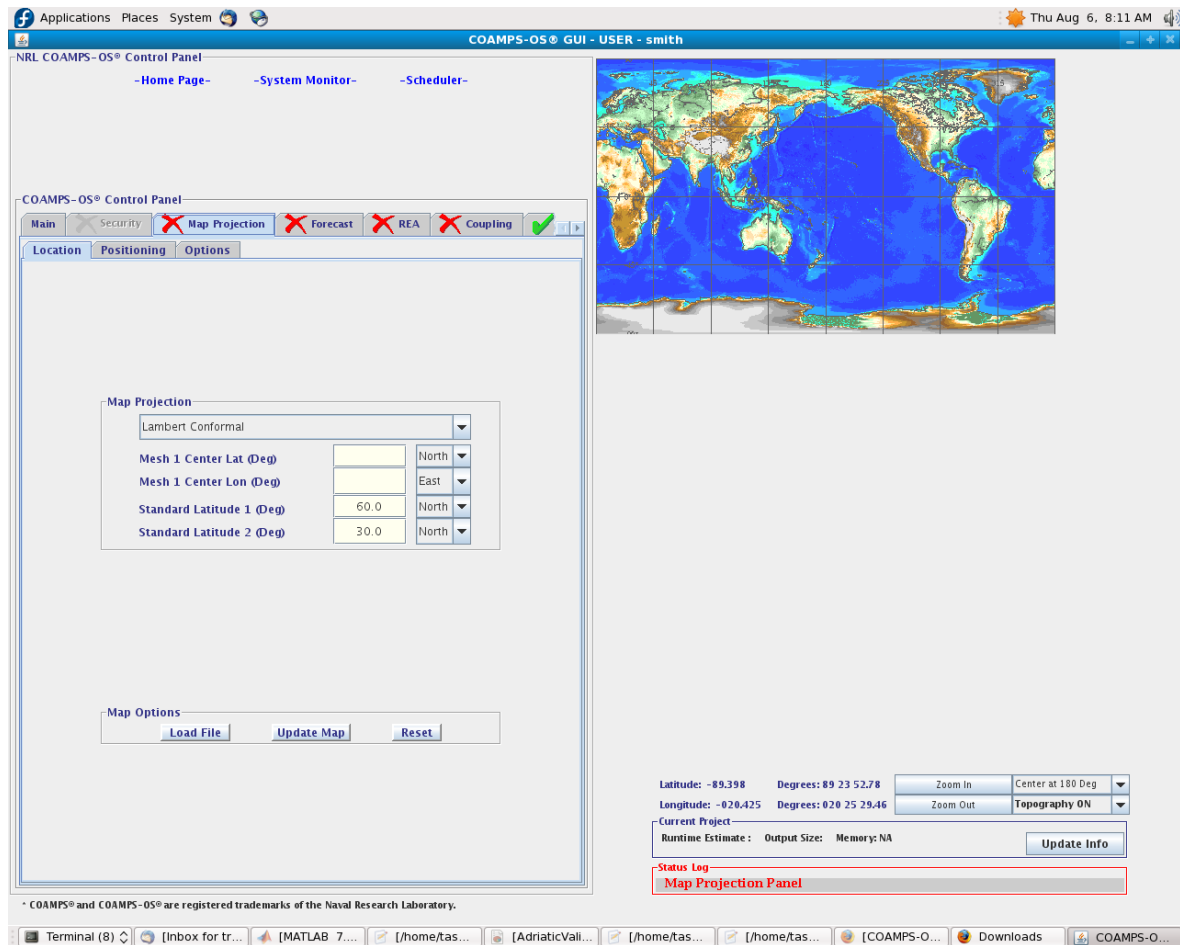 Applications Places System Thu Aug 6, 8:11 AM
COAMPS-OS® GUI - USER - smith
NRL COAMPS-OS® Control Panel
-Home Page- -System Monitor- -Scheduler-
COAMPS-OS® Control Panel
Main Security Map Projection Forecast REA Coupling
Location Positioning Options
Map Projection
Lambert Conformal
Mesh 1 Center Lat (Deg) North
Mesh 1 Center Lon (Deg) East
Standard Latitude 1 (Deg) 60.0 North
Standard Latitude 2 (Deg) 30.0 North
Map Options
Load File Update Map Reset
Latitude: -89.398 Degrees: 89 23 52.78 Zoom In Center at 180 Deg
Longitude: -020.425 Degrees: 020 25 29.46 Zoom Out Topography ON
Current Project
Runtime Estimate : Output Size: Memory: NA
Update Info
Status Log
Map Projection Panel
* COAMPS® and COAMPS-OS® are registered trademarks of the Naval Research Laboratory.
Terminal (8) [Inbox for tr... [MATLAB 7.... [/home/tas... [AdriaticVali... [/home/tas... [/home/tas... [COAMPS-O... Downloads COAMPS-O...